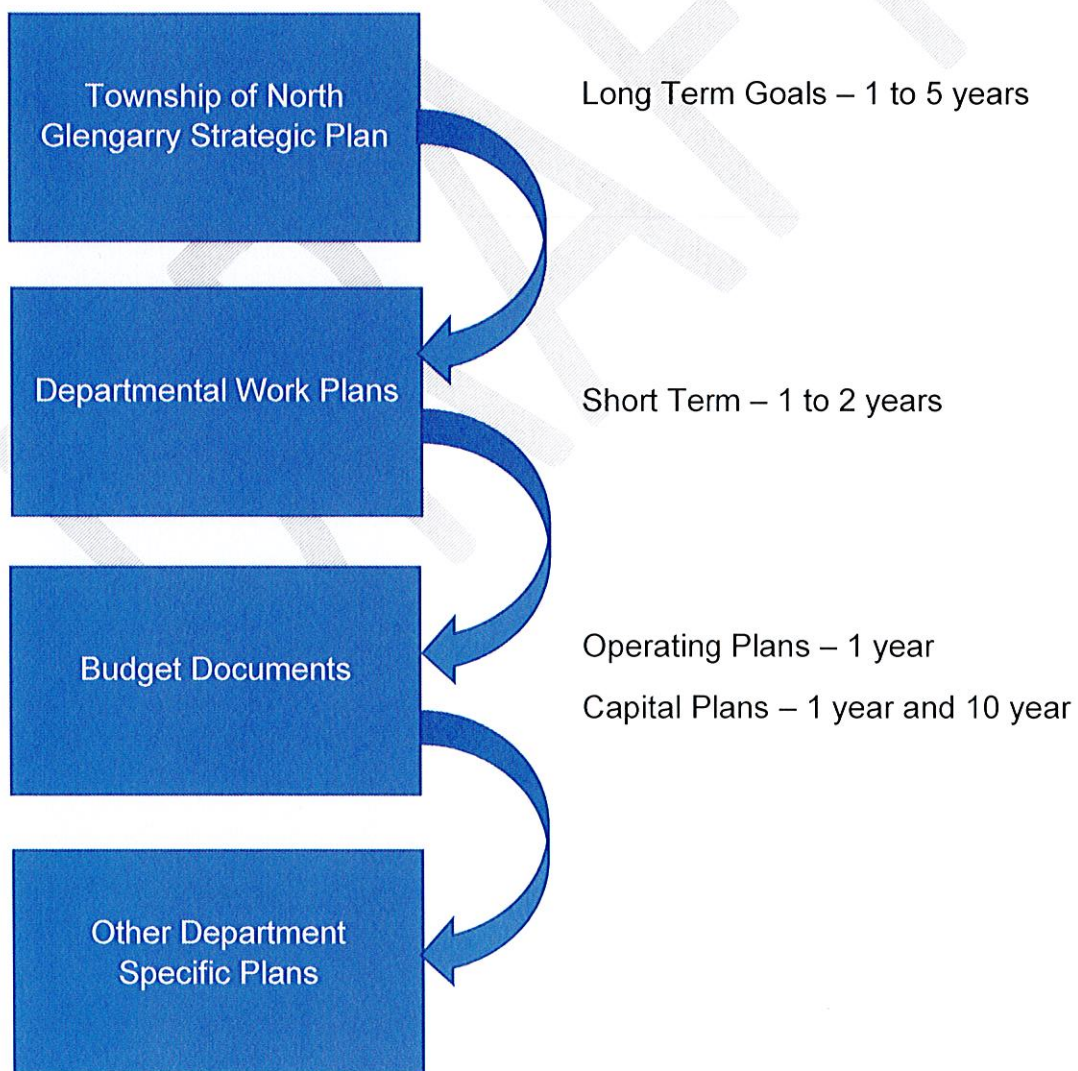 Township of North
Glengarry Strategic Plan
Long Term Goals – 1 to 5 years
Departmental Work Plans
Short Term – 1 to 2 years
Budget Documents
Operating Plans – 1 year
Capital Plans – 1 year and 10 year
Other Department
Specific Plans